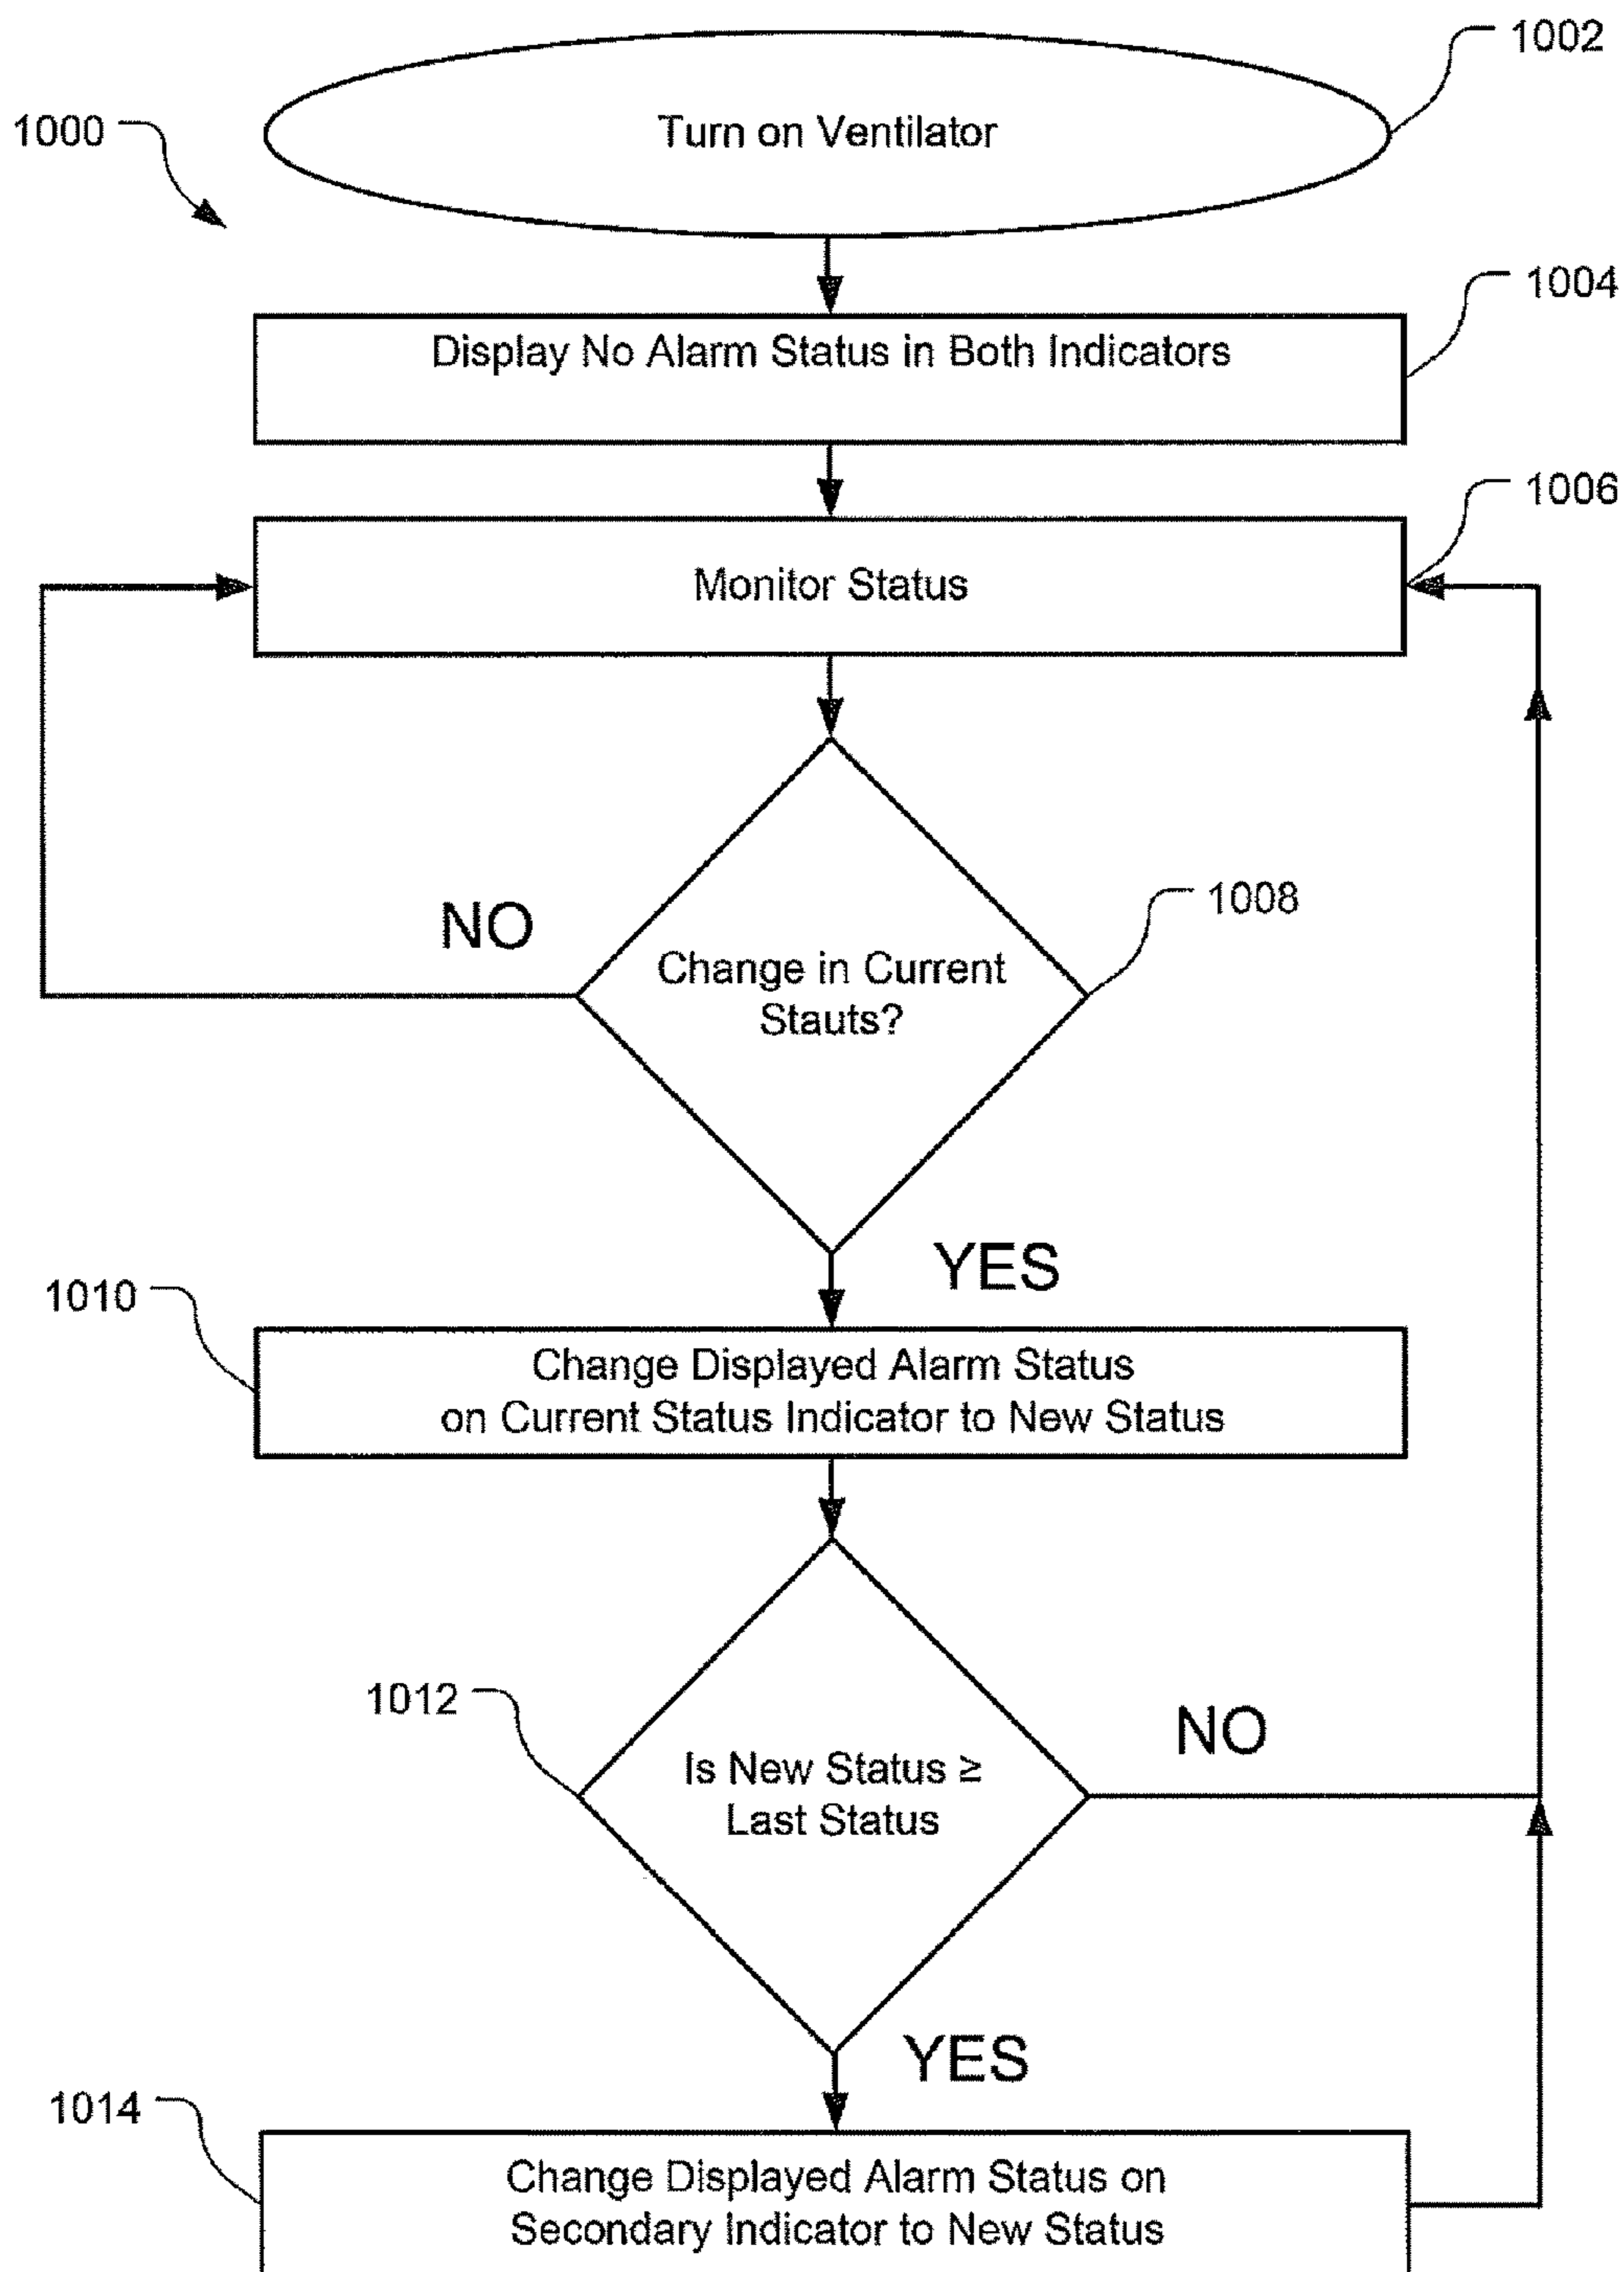 1002
1000
Turn on Ventilator
1004
Display No Alarm Status in Both Indicators
1006
Monitor Status
NO
1008
Change in Current
Stauts?
YES
1010
Change Displayed Alarm Status
on Current Status Indicator to New Status
1012
NO
Is New Status ≥
Last Status
YES
1014
Change Displayed Alarm Status on
Secondary Indicator to New Status